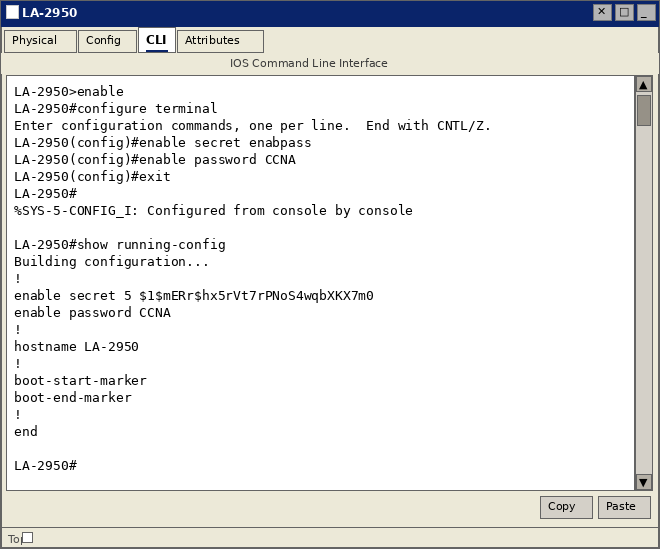 LA-2950
Physical Config CLI Attributes
IOS Command Line Interface
LA-2950>enable
LA-2950#configure terminal
Enter configuration commands, one per line.  End with CNTL/Z.
LA-2950(config)#enable secret enabpass
LA-2950(config)#enable password CCNA
LA-2950(config)#exit
LA-2950#
%SYS-5-CONFIG_I: Configured from console by console
LA-2950#show running-config
Building configuration...
!
enable secret 5 $1$mERr$hx5rVt7rPNoS4wqbXKX7m0
enable password CCNA
!
hostname LA-2950
!
boot-start-marker
boot-end-marker
!
end
LA-2950#
Copy Paste